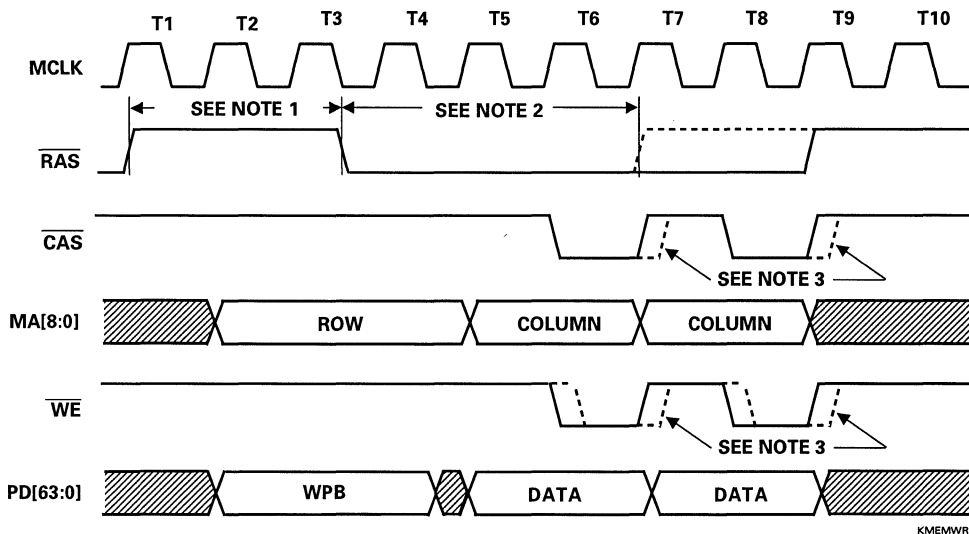 T1 T2 T3 T4 T5 T6 T7 T8 T9 T10
MCLK
SEE NOTE 1 SEE NOTE 2
RAS
CAS
SEE NOTE 3
MA[8:0] ROW COLUMN COLUMN
WE
SEE NOTE 3
PD[63:0] WPB DATA DATA
KMEMWR